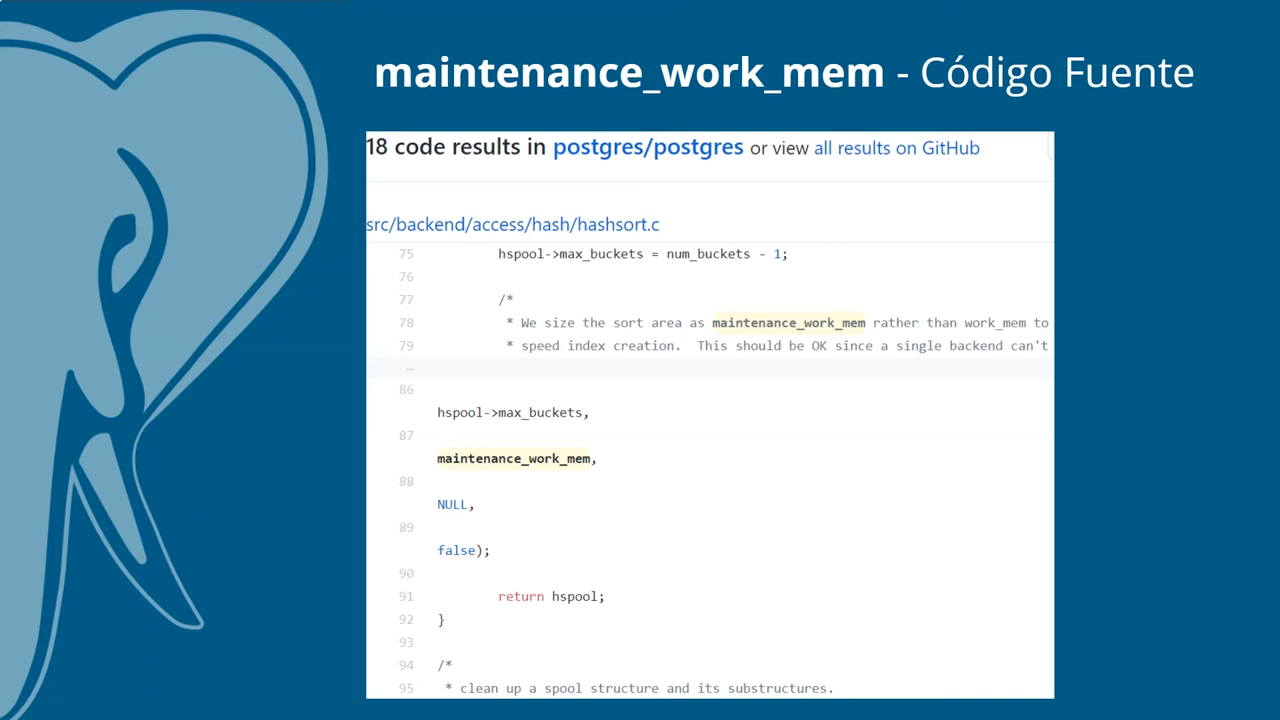 maintenance_work_mem - Código Fuente
18 code results in postgres/postgres or view all results on GitHub
src/backend/access/hash/hashsort.c
75 hspool->max_buckets = num_buckets - 1;
76
77 /*
78 * We size the sort area as maintenance_work_mem rather than work_mem to
79 * speed index creation. This should be OK since a single backend can't
…
86
hspool->max_buckets,
87
maintenance_work_mem,
88
NULL,
89
false);
90
91 return hspool;
92 }
93
94 /*
95 * clean up a spool structure and its substructures.